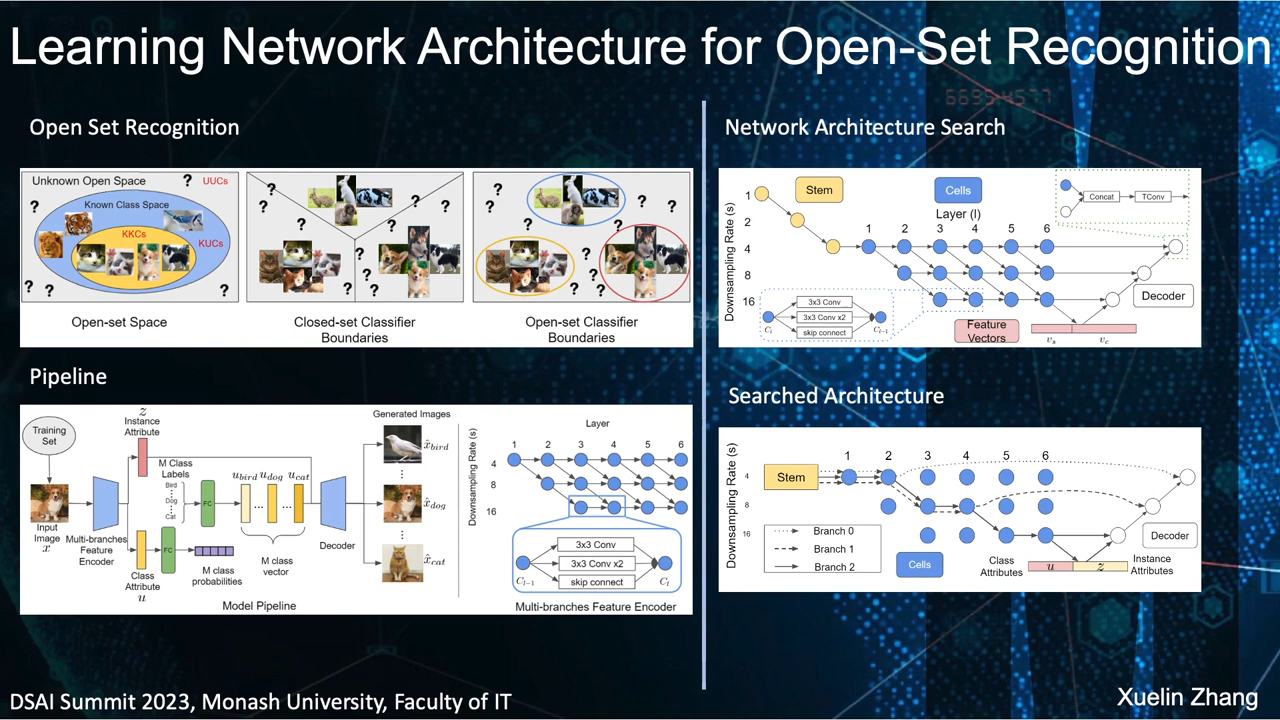 Learning Network Architecture for Open-Set Recognition
Open Set Recognition
Unknown Open Space ? UUCs
Known Class Space
KKCs
KUCs
Open-set Space
Closed-set Classifier
Boundaries
Open-set Classifier
Boundaries
Pipeline
Training
Set
Input
Image
x
Multi-branches
Feature
Encoder
z
Instance
Attribute
M Class
Labels
Bird
Dog
Cat
FC
FC
Class
Attribute
u
M class
probabilities
u_bird u_dog u_cat
M class
vector
Decoder
Generated Images
x̂_bird
x̂_dog
x̂_cat
Model Pipeline
Layer
1 2 3 4 5 6
Downsampling Rate (s)
4
8
16
3x3 Conv
3x3 Conv x2
skip connect
C_{l-1}
C_l
Multi-branches Feature Encoder
Network Architecture Search
Stem
Cells
Layer (l)
1 2 3 4 5 6
Downsampling Rate (s)
1
2
4
8
16
Concat
TConv
3x3 Conv
3x3 Conv x2
skip connect
C_l
C_{l-1}
Feature
Vectors
Decoder
Searched Architecture
1 2 3 4 5 6
Downsampling Rate (s)
4
8
16
Stem
Branch 0
Branch 1
Branch 2
Cells
Class
Attributes
u
z
Instance
Attributes
Decoder
DSAI Summit 2023, Monash University, Faculty of IT
Xuelin Zhang